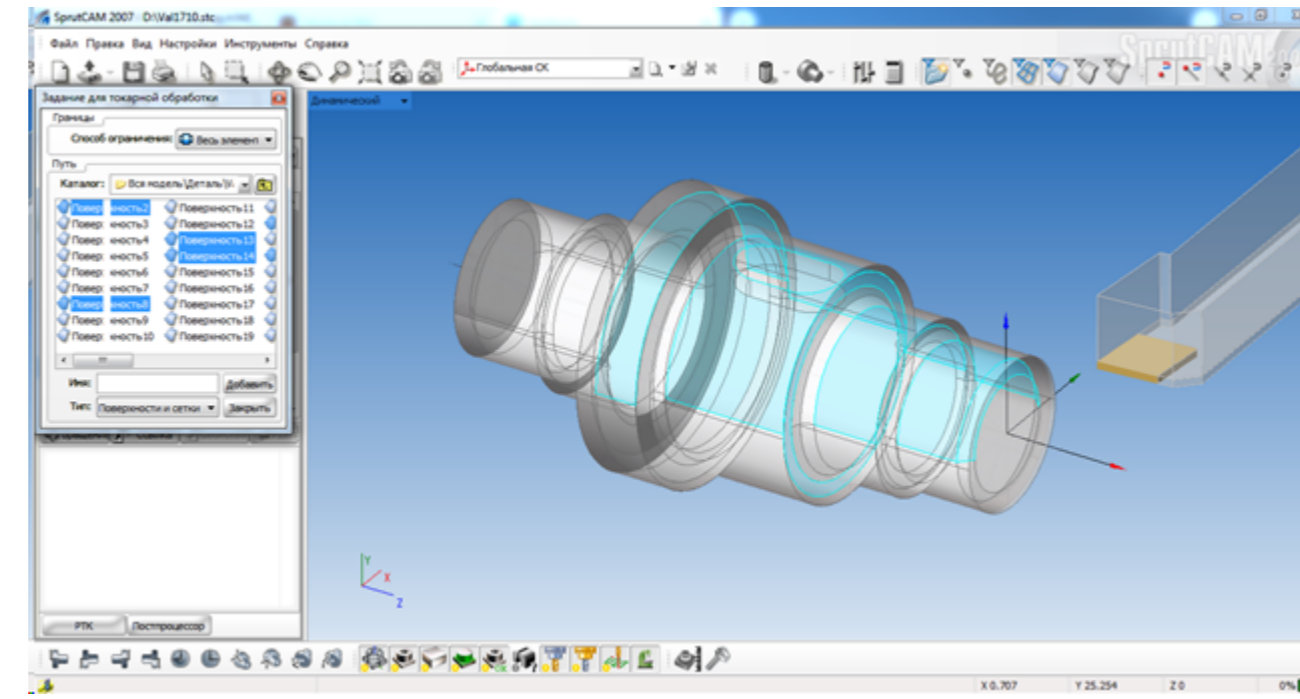 SprutCAM 2007 D:\Val1710.stc
Файл Правка Вид Настройки Инструменты Справка
SprutCAM
Глобальная СК
Задание для токарной обработки
Динамический
Границы
Способ ограничения: Весь элемент
Путь
Каталог: Вся модель\Деталь\
Поверхность2 Поверхность11
Поверхность3 Поверхность12
Поверхность4 Поверхность13
Поверхность5 Поверхность14
Поверхность6 Поверхность15
Поверхность7 Поверхность16
Поверхность8 Поверхность17
Поверхность9 Поверхность18
Поверхность10 Поверхность19
Имя: Добавить
Тип: Поверхности и сетки Закрыть
Y
X
Z
РТК Постпроцессор
X 0.707 Y 25.254 Z 0 0%